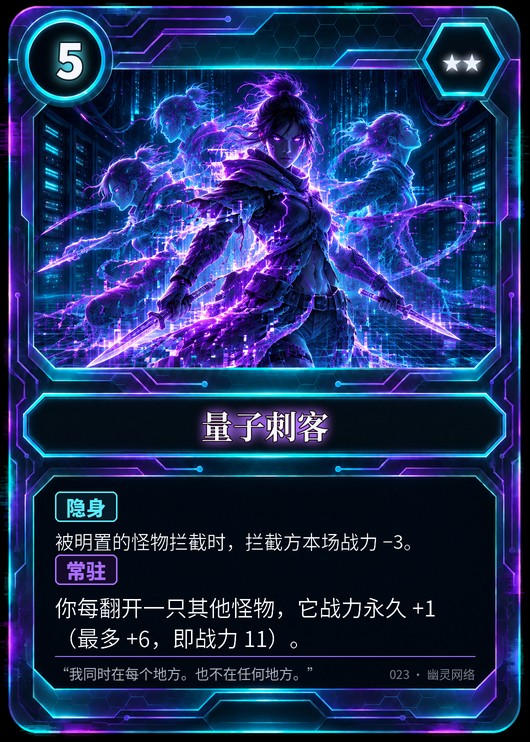 5
★★
量子刺客
隐身
被明置的怪物拦截时，拦截方本场战力 −3。
常驻
你每翻开一只其他怪物，它战力永久 +1
（最多 +6，即战力 11）。
“我同时在每个地方。也不在任何地方。”
023 · 幽灵网络